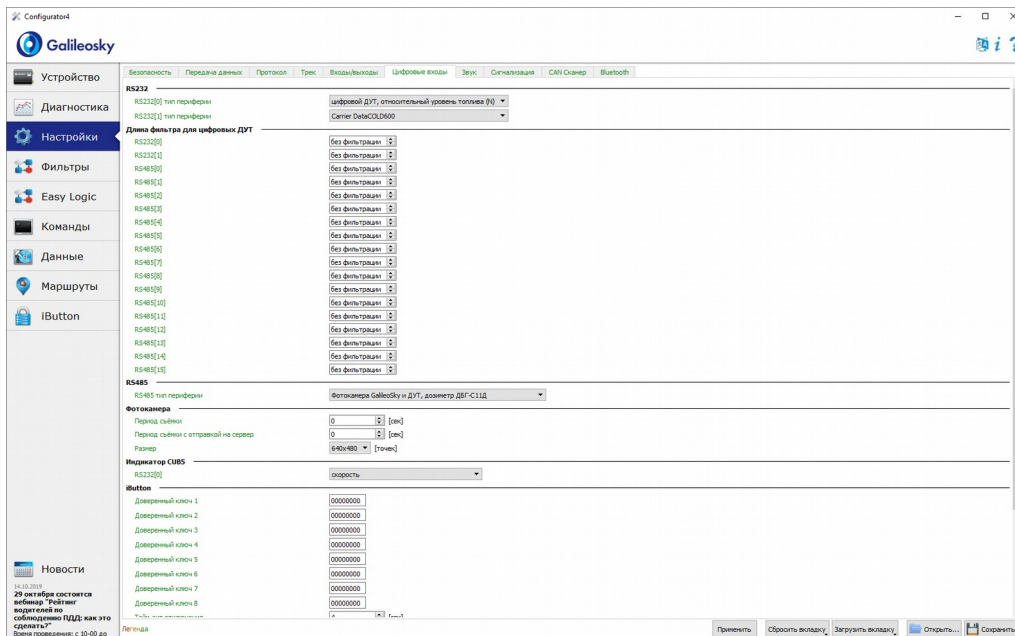 Configurator4
Galileosky
Устройство
Диагностика
Настройки
Фильтры
Easy Logic
Команды
Данные
Маршруты
iButton
Новости
14.10.2019
29 октября состоится
вебинар "Рейтинг
водителей по
соблюдению ПДД: как это
сделать?"
Время проведения: с 10-00 до
Безопасность Передача данных Протокол Трек Входы/выходы Цифровые входы Звук Сигнализация CAN Сканер Bluetooth
RS232
RS232[0] тип периферии цифровой ДУТ, относительный уровень топлива (N)
RS232[1] тип периферии Carrier DataCOLD600
Длина фильтра для цифровых ДУТ
RS232[0] без фильтрации
RS232[1] без фильтрации
RS485[0] без фильтрации
RS485[1] без фильтрации
RS485[2] без фильтрации
RS485[3] без фильтрации
RS485[4] без фильтрации
RS485[5] без фильтрации
RS485[6] без фильтрации
RS485[7] без фильтрации
RS485[8] без фильтрации
RS485[9] без фильтрации
RS485[10] без фильтрации
RS485[11] без фильтрации
RS485[12] без фильтрации
RS485[13] без фильтрации
RS485[14] без фильтрации
RS485[15] без фильтрации
RS485
RS485 тип периферии Фотокамера GalileoSky и ДУТ, дозиметр ДБГ-С11Д
Фотокамера
Период съёмки 0 [сек]
Период съёмки с отправкой на сервер 0 [сек]
Размер 640x480 [точек]
Индикатор CUB5
RS232[0] скорость
iButton
Доверенный ключ 1 00000000
Доверенный ключ 2 00000000
Доверенный ключ 3 00000000
Доверенный ключ 4 00000000
Доверенный ключ 5 00000000
Доверенный ключ 6 00000000
Доверенный ключ 7 00000000
Доверенный ключ 8 00000000
Легенда
Применить Сбросить вкладку Загрузить вкладку Открыть... Сохранить